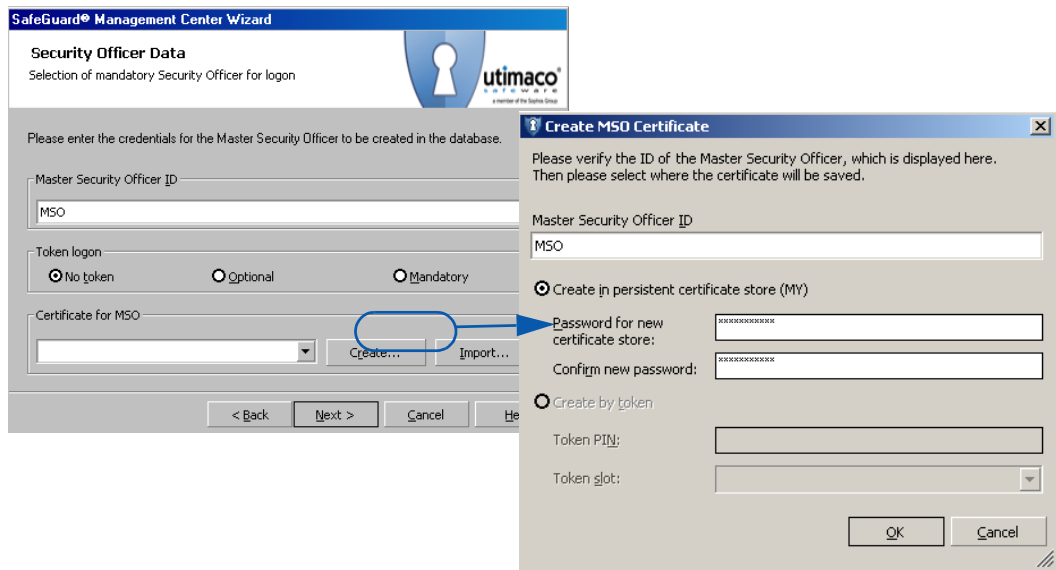 SafeGuard® Management Center Wizard
Security Officer Data
Selection of mandatory Security Officer for logon
utimaco®
safeware
a member of the Sophos Group
Please enter the credentials for the Master Security Officer to be created in the database.
Master Security Officer ID
MSO
Token logon
No token
Optional
Mandatory
Certificate for MSO
Create...
Import...
< Back
Next >
Cancel
He
Create MSO Certificate
Please verify the ID of the Master Security Officer, which is displayed here.
Then please select where the certificate will be saved.
Master Security Officer ID
MSO
Create in persistent certificate store (MY)
Password for new
certificate store:
xxxxxxxxxxx
Confirm new password:
xxxxxxxxxxx
Create by token
Token PIN:
Token slot:
OK
Cancel